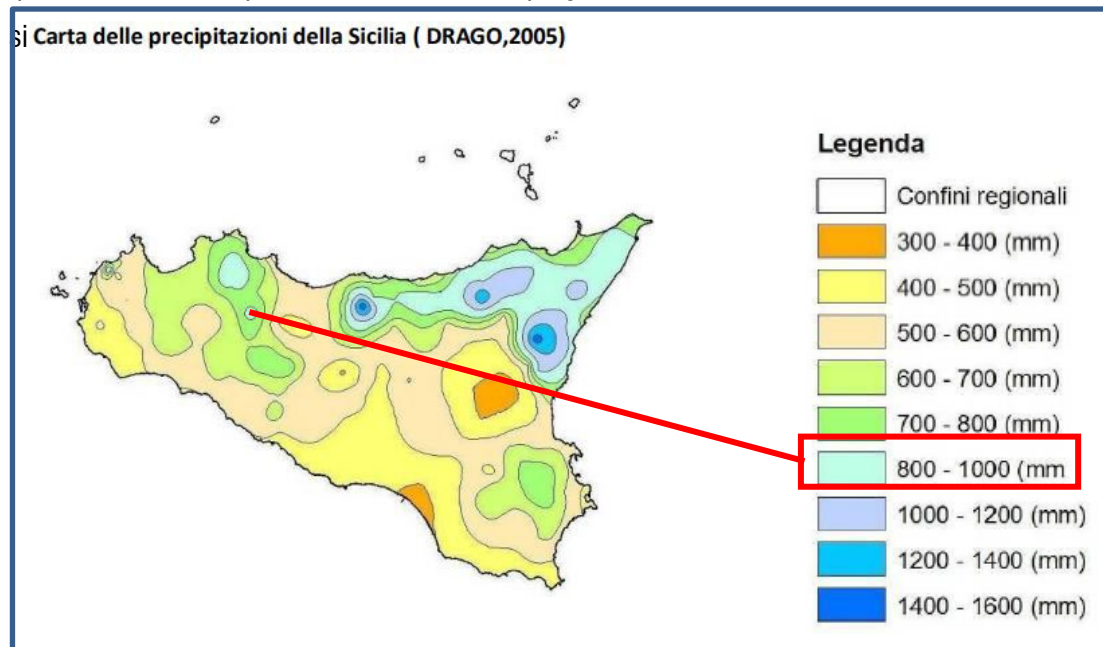 si Carta delle precipitazioni della Sicilia ( DRAGO,2005)
Legenda
Confini regionali
300 - 400 (mm)
400 - 500 (mm)
500 - 600 (mm)
600 - 700 (mm)
700 - 800 (mm)
800 - 1000 (mm
1000 - 1200 (mm)
1200 - 1400 (mm)
1400 - 1600 (mm)